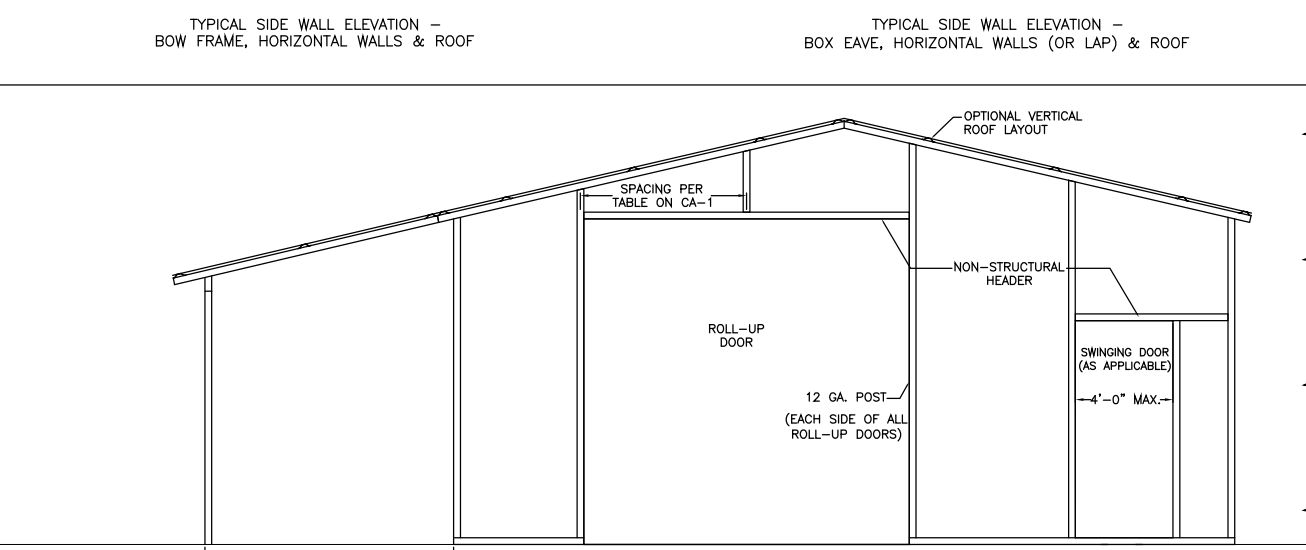 TYPICAL SIDE WALL ELEVATION –
BOW FRAME, HORIZONTAL WALLS & ROOF
TYPICAL SIDE WALL ELEVATION –
BOX EAVE, HORIZONTAL WALLS (OR LAP) & ROOF
OPTIONAL VERTICAL
ROOF LAYOUT
SPACING PER
TABLE ON CA-1
NON-STRUCTURAL
HEADER
ROLL-UP
DOOR
SWINGING DOOR
(AS APPLICABLE)
4'-0" MAX.
12 GA. POST
(EACH SIDE OF ALL
ROLL-UP DOORS)